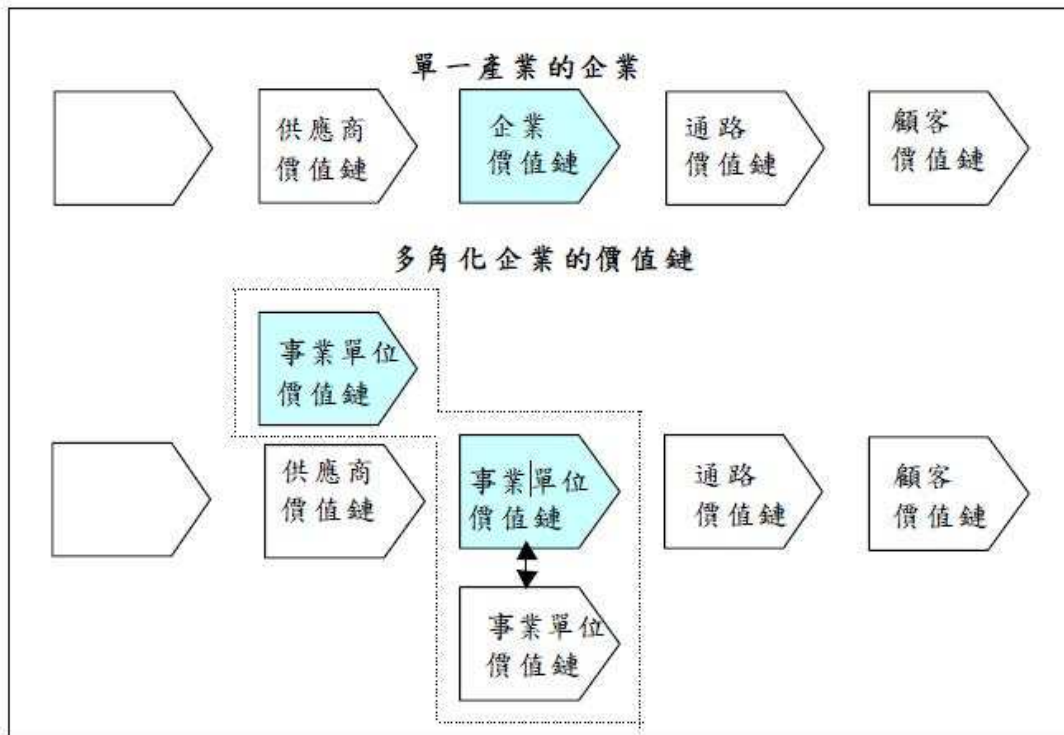 單一產業的企業
供應商
價值鏈
企業
價值鏈
通路
價值鏈
顧客
價值鏈
多角化企業的價值鏈
事業單位
價值鏈
供應商
價值鏈
事業單位
價值鏈
通路
價值鏈
顧客
價值鏈
事業單位
價值鏈